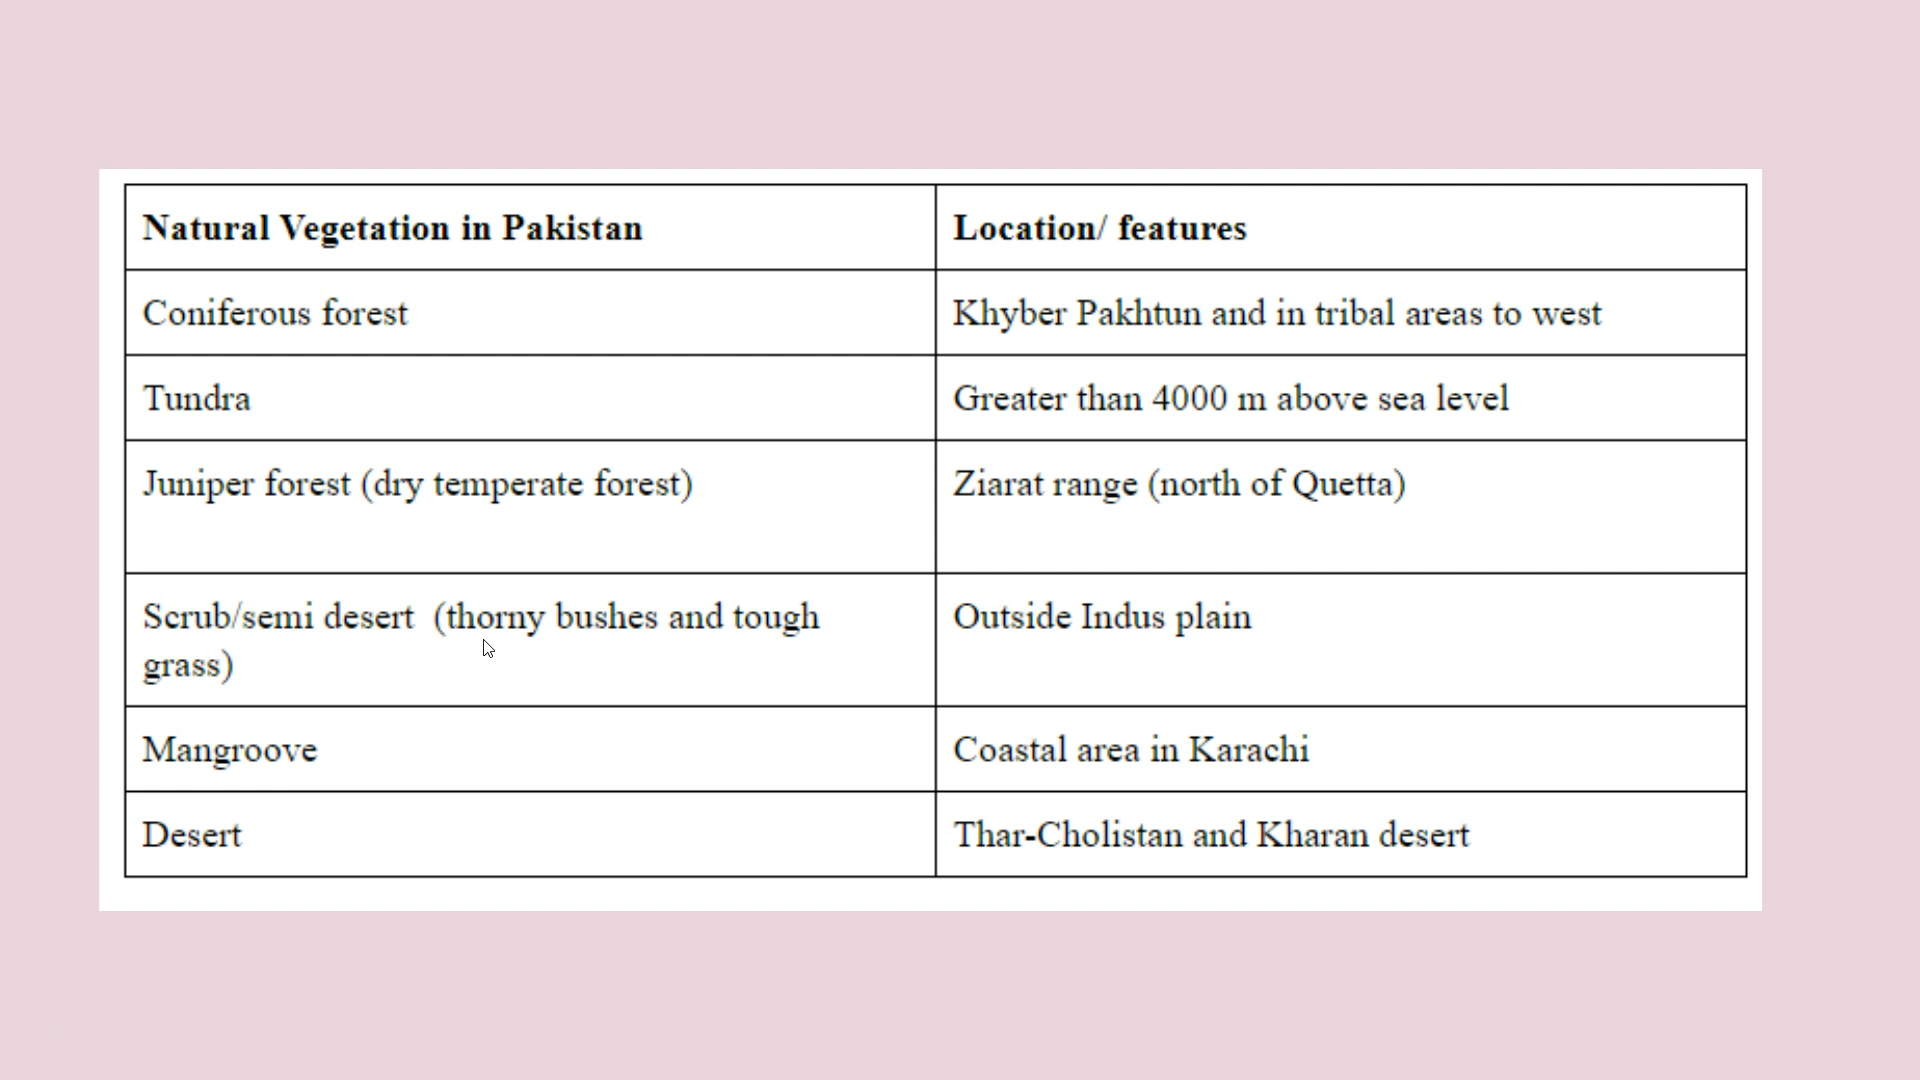 Natural Vegetation in Pakistan
Location/ features
Coniferous forest
Khyber Pakhtun and in tribal areas to west
Tundra
Greater than 4000 m above sea level
Juniper forest (dry temperate forest)
Ziarat range (north of Quetta)
Scrub/semi desert  (thorny bushes and tough
grass)
Outside Indus plain
Mangroove
Coastal area in Karachi
Desert
Thar-Cholistan and Kharan desert